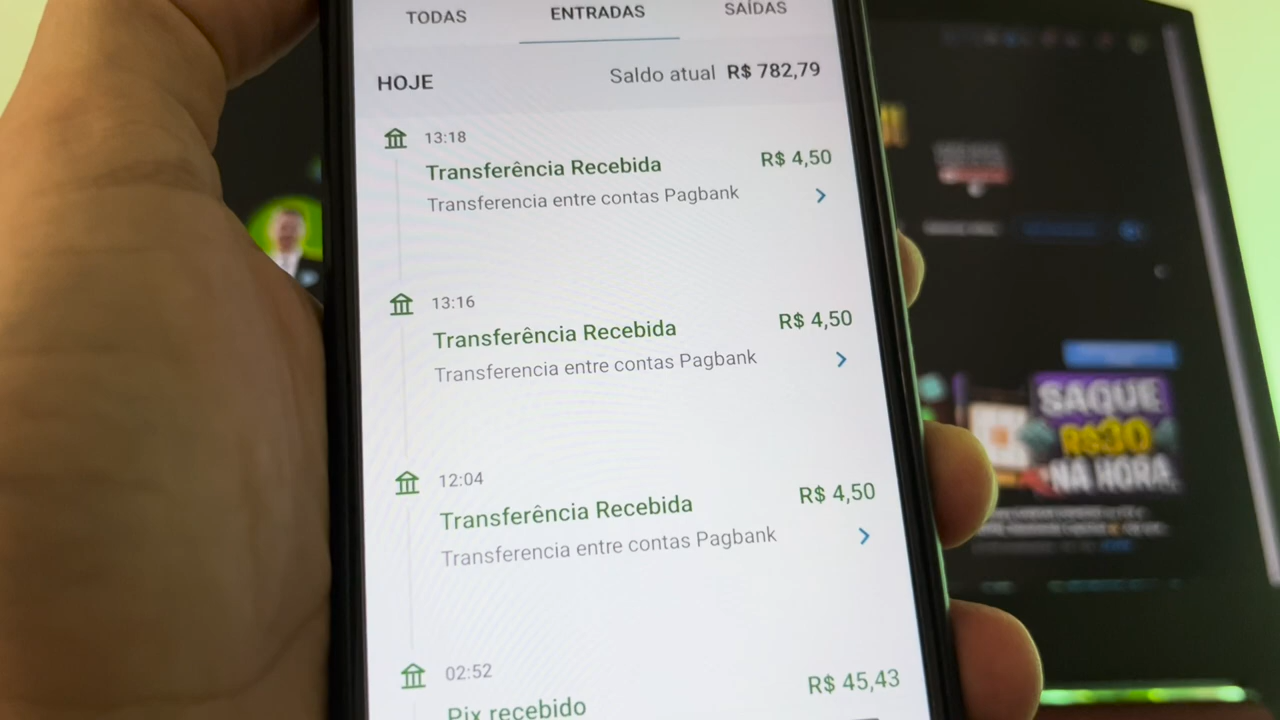 TODAS ENTRADAS SAÍDAS
HOJE Saldo atual R$ 782,79
13:18
Transferência Recebida R$ 4,50
Transferencia entre contas Pagbank
13:16
Transferência Recebida R$ 4,50
Transferencia entre contas Pagbank
12:04
Transferência Recebida R$ 4,50
Transferencia entre contas Pagbank
02:52
Pix recebido R$ 45,43
SAQUE
R$30
NA HORA